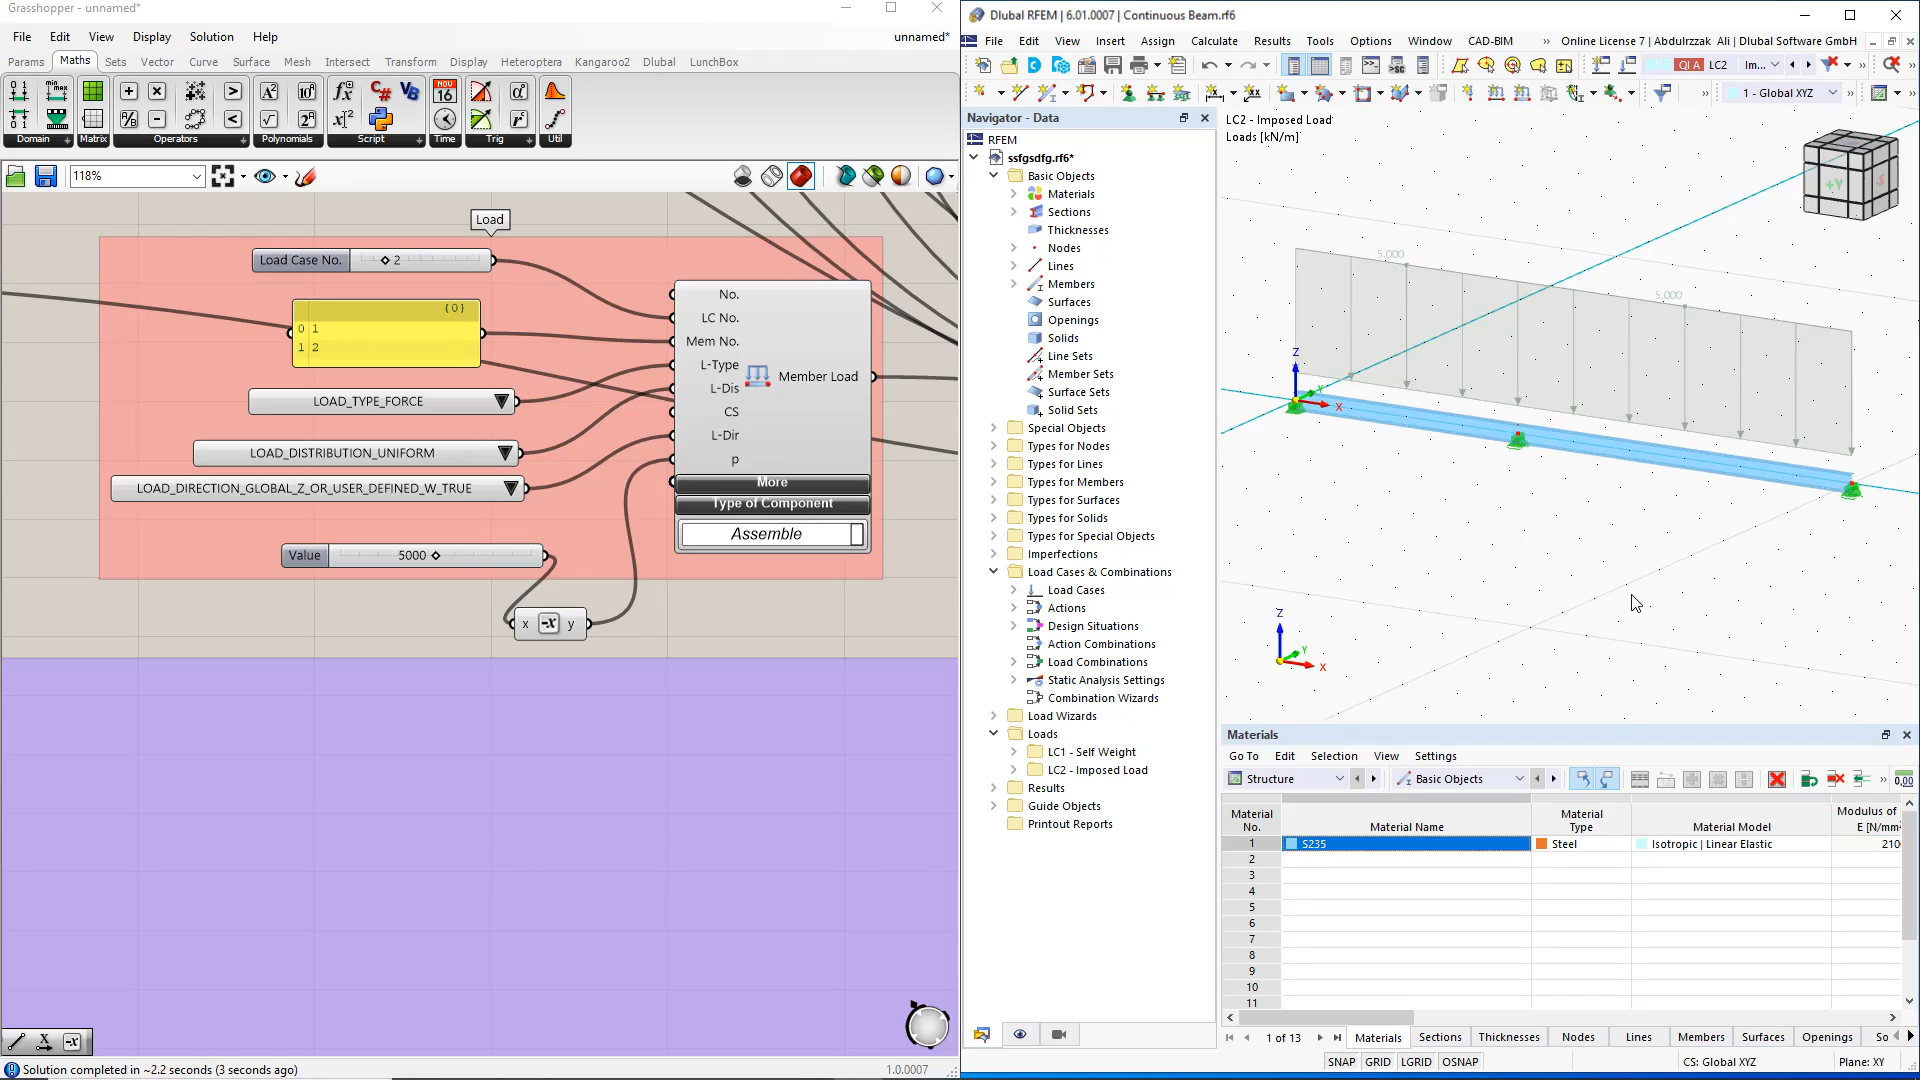 Grasshopper - unnamed*
File Edit View Display Solution Help unnamed*
Params Maths Sets Vector Curve Surface Mesh Intersect Transform Display Heteroptera Kangaroo2 Dlubal LunchBox
Domain Matrix Operators Polynomials Script Time Trig Util
118%
Load
Load Case No. 2
{0}
0 1
1 2
LOAD_TYPE_FORCE
LOAD_DISTRIBUTION_UNIFORM
LOAD_DIRECTION_GLOBAL_Z_OR_USER_DEFINED_W_TRUE
Value 5000
x -x y
No.
LC No.
Mem No.
L-Type
L-Dis
CS
L-Dir
p
Member Load
More
Type of Component
Assemble
Solution completed in ~2.2 seconds (3 seconds ago) 1.0.0007
Dlubal RFEM | 6.01.0007 | Continuous Beam.rf6
File Edit View Insert Assign Calculate Results Tools Options Window CAD-BIM » Online License 7 | Abdulrzzak Ali | Dlubal Software GmbH
QI A LC2 Im...
1 - Global XYZ
Navigator - Data
RFEM
ssfgsdfg.rf6*
Basic Objects
Materials
Sections
Thicknesses
Nodes
Lines
Members
Surfaces
Openings
Solids
Line Sets
Member Sets
Surface Sets
Solid Sets
Special Objects
Types for Nodes
Types for Lines
Types for Members
Types for Surfaces
Types for Solids
Types for Special Objects
Imperfections
Load Cases & Combinations
Load Cases
Actions
Design Situations
Action Combinations
Load Combinations
Static Analysis Settings
Combination Wizards
Load Wizards
Loads
LC1 - Self Weight
LC2 - Imposed Load
Results
Guide Objects
Printout Reports
LC2 - Imposed Load
Loads [kN/m]
+Y
5.000
5.000
Z
Y
X
Z
Y
X
Materials
Go To Edit Selection View Settings
Structure Basic Objects 0,00
Material No. Material Name Material Type Material Model Modulus of E [N/mm
1 S235 Steel Isotropic | Linear Elastic 210
2
3
4
5
6
7
8
9
10
11
1 of 13 Materials Sections Thicknesses Nodes Lines Members Surfaces Openings So
SNAP GRID LGRID OSNAP CS: Global XYZ Plane: XY